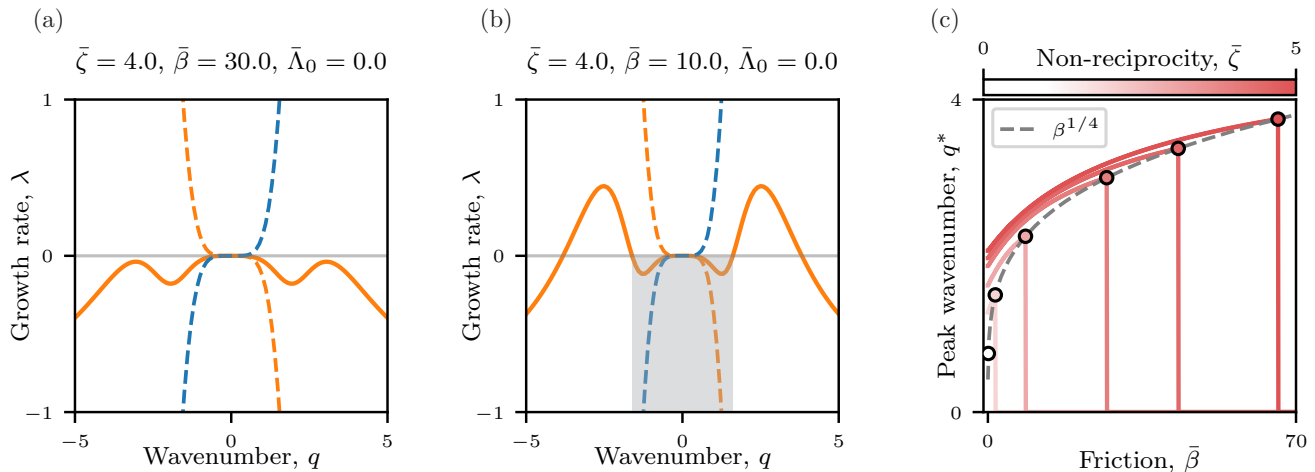 (a)
ζ̄ = 4.0, β̄ = 30.0, Λ̄₀ = 0.0
1
0
−1
Growth rate, λ
−5
0
5
Wavenumber, q
(b)
ζ̄ = 4.0, β̄ = 10.0, Λ̄₀ = 0.0
1
0
−1
Growth rate, λ
−5
0
5
Wavenumber, q
(c)
0
5
Non-reciprocity, ζ̄
4
0
Peak wavenumber, q*
β^{1/4}
0
70
Friction, β̄